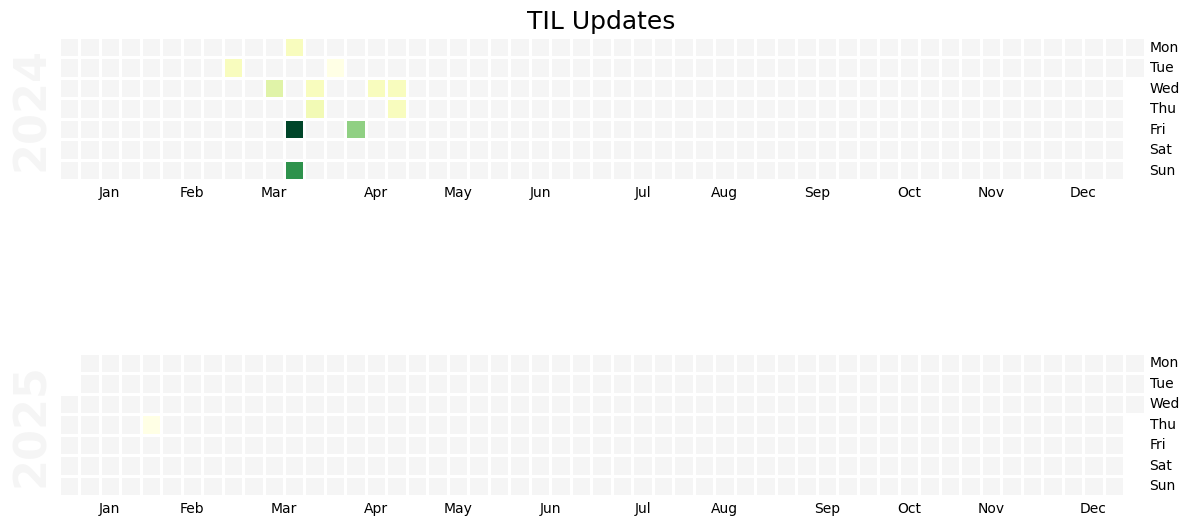 TIL Updates
2024
Mon
Tue
Wed
Thu
Fri
Sat
Sun
Jan Feb Mar Apr May Jun Jul Aug Sep Oct Nov Dec
2025
Mon
Tue
Wed
Thu
Fri
Sat
Sun
Jan Feb Mar Apr May Jun Jul Aug Sep Oct Nov Dec